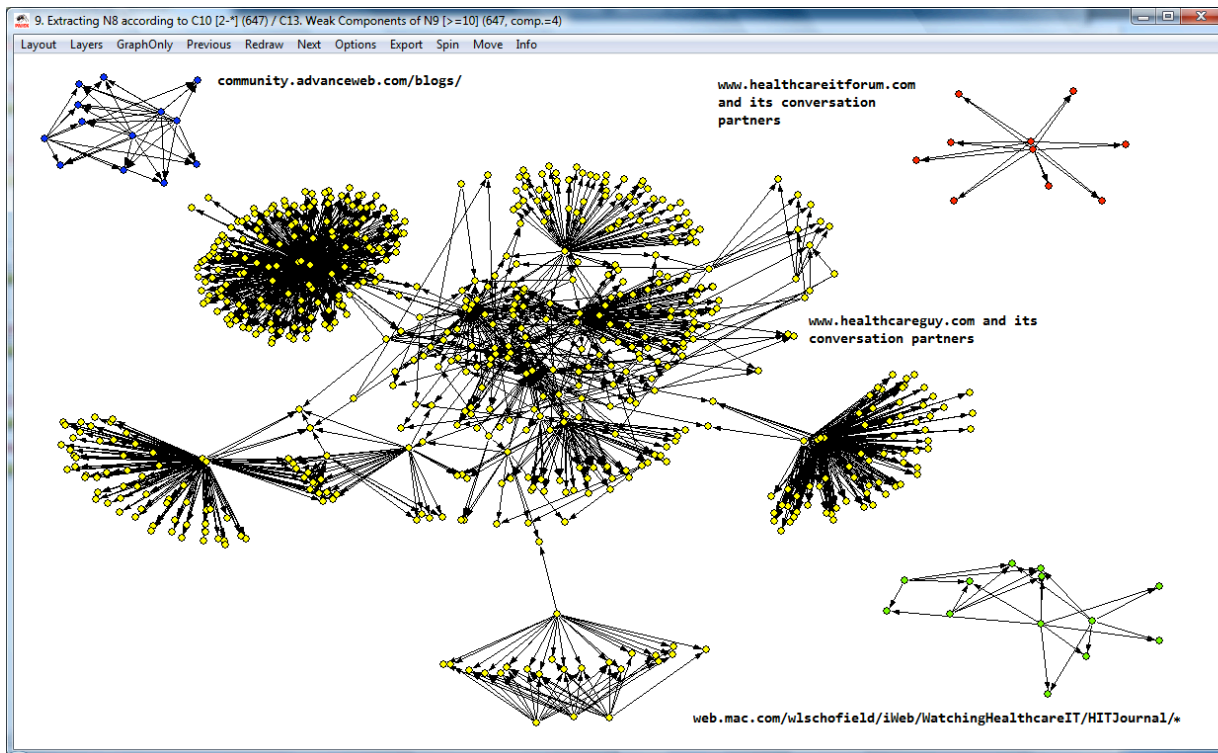 9. Extracting N8 according to C10 [2-*] (647) / C13. Weak Components of N9 [>=10] (647, comp.=4)
Layout Layers GraphOnly Previous Redraw Next Options Export Spin Move Info
community.advanceweb.com/blogs/
www.healthcareitforum.com
and its conversation
partners
www.healthcareguy.com and its
conversation partners
web.mac.com/wlschofield/iWeb/WatchingHealthcareIT/HITJournal/*